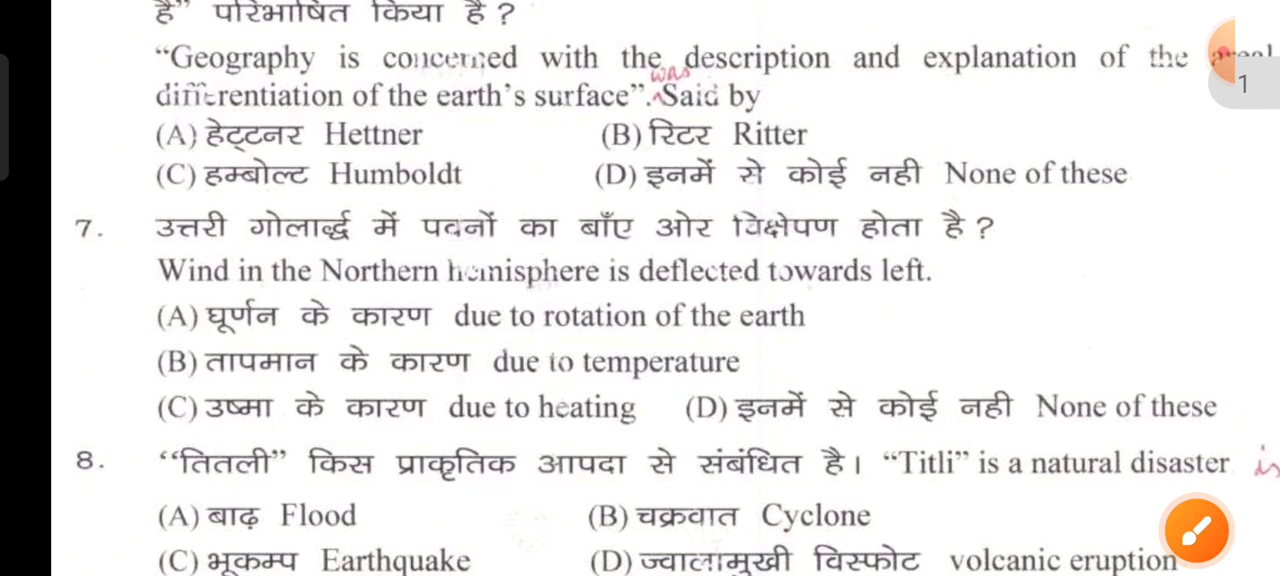 है" परिभाषित किया है ?
"Geography is concerned with the description and explanation of the areal
was
differentiation of the earth's surface". Said by
(A) हेट्टनर Hettner (B) रिटर Ritter
(C) हम्बोल्ट Humboldt (D) इनमें से कोई नही None of these
7. उत्तरी गोलार्द्ध में पवनों का बाँए ओर विक्षेपण होता है ?
Wind in the Northern hemisphere is deflected towards left.
(A) घूर्णन के कारण due to rotation of the earth
(B) तापमान के कारण due to temperature
(C) उष्मा के कारण due to heating (D) इनमें से कोई नही None of these
8. "तितली" किस प्राकृतिक आपदा से संबंधित है। "Titli" is a natural disaster is
(A) बाढ़ Flood (B) चक्रवात Cyclone
(C) भूकम्प Earthquake (D) ज्वालामुखी विस्फोट volcanic eruption
1